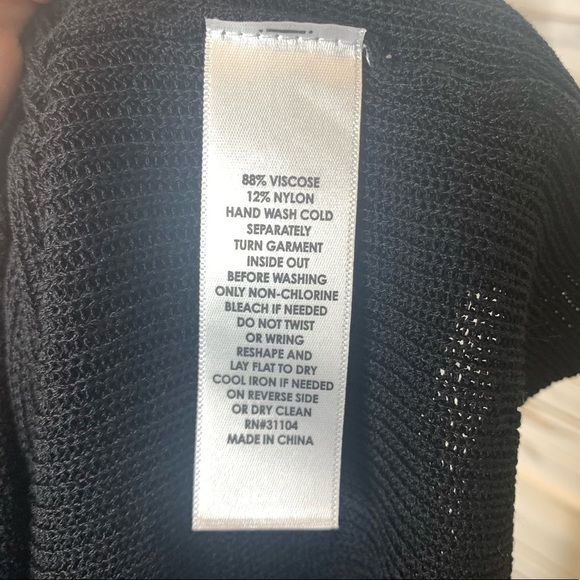 88% VISCOSE
12% NYLON
HAND WASH COLD
SEPARATELY
TURN GARMENT
INSIDE OUT
BEFORE WASHING
ONLY NON-CHLORINE
BLEACH IF NEEDED
DO NOT TWIST
OR WRING
RESHAPE AND
LAY FLAT TO DRY
COOL IRON IF NEEDED
ON REVERSE SIDE
OR DRY CLEAN
RN#31104
MADE IN CHINA